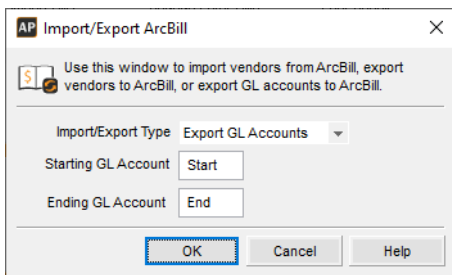 AP Import/Export ArcBill
$
Use this window to import vendors from ArcBill, export
vendors to ArcBill, or export GL accounts to ArcBill.
Import/Export Type Export GL Accounts
Starting GL Account Start
Ending GL Account End
OK Cancel Help